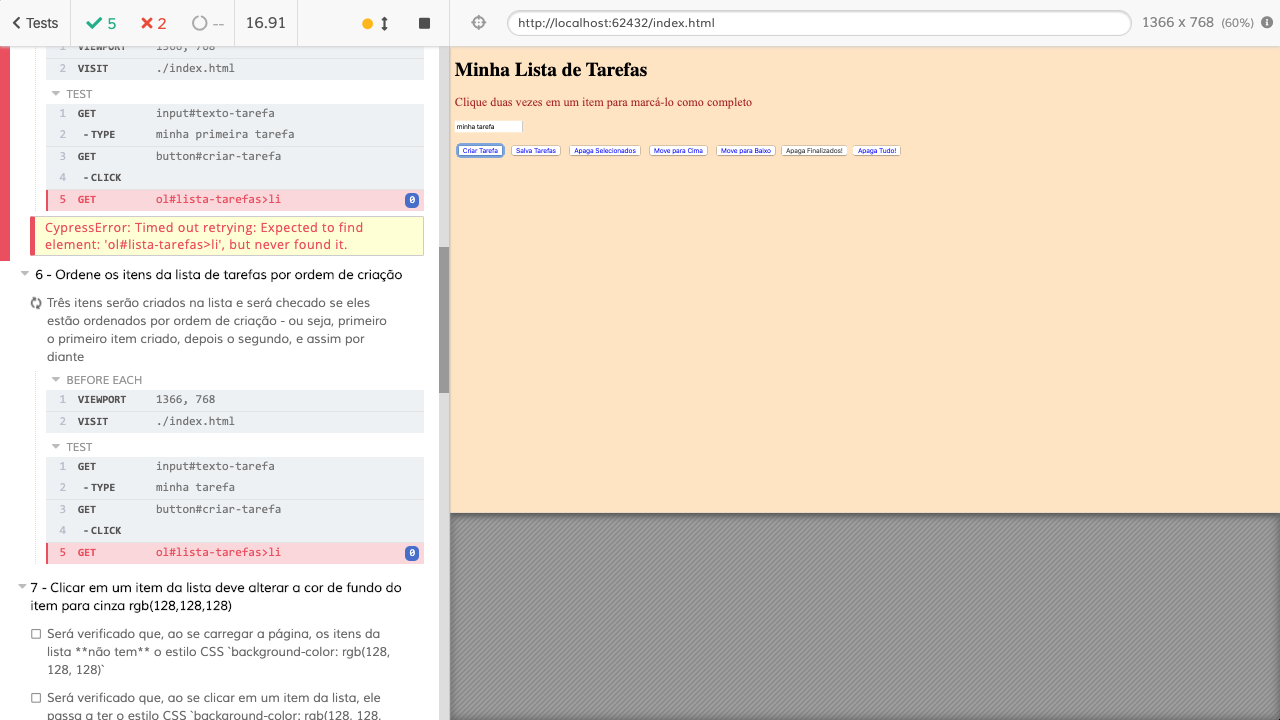 Tests 5 2 -- 16.91
http://localhost:62432/index.html
1366 x 768 (60%)
1 VIEWPORT 1366, 768
2 VISIT ./index.html
TEST
1 GET input#texto-tarefa
2 -TYPE minha primeira tarefa
3 GET button#criar-tarefa
4 -CLICK
5 GET ol#lista-tarefas>li 0
CypressError: Timed out retrying: Expected to find
element: 'ol#lista-tarefas>li', but never found it.
6 - Ordene os itens da lista de tarefas por ordem de criação
Três itens serão criados na lista e será checado se eles
estão ordenados por ordem de criação - ou seja, primeiro
o primeiro item criado, depois o segundo, e assim por
diante
BEFORE EACH
1 VIEWPORT 1366, 768
2 VISIT ./index.html
TEST
1 GET input#texto-tarefa
2 -TYPE minha tarefa
3 GET button#criar-tarefa
4 -CLICK
5 GET ol#lista-tarefas>li 0
7 - Clicar em um item da lista deve alterar a cor de fundo do
item para cinza rgb(128,128,128)
Será verificado que, ao se carregar a página, os itens da
lista **não tem** o estilo CSS `background-color: rgb(128,
128, 128)`
Será verificado que, ao se clicar em um item da lista, ele
passa a ter o estilo CSS `background-color: rgb(128, 128,
Minha Lista de Tarefas
Clique duas vezes em um item para marcá-lo como completo
minha tarefa
Criar Tarefa Salva Tarefas Apaga Selecionados Move para Cima Move para Baixo Apaga Finalizados! Apaga Tudo!